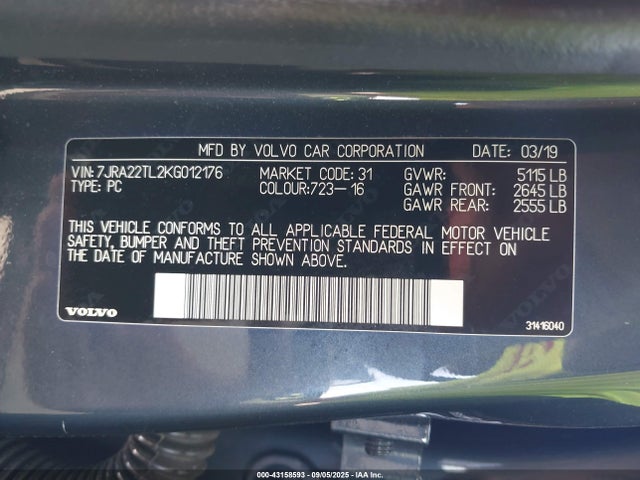 MFD BY VOLVO CAR CORPORATION DATE: 03/19
VIN: 7JRA22TL2KG012176 MARKET CODE: 31 GVWR: 5115 LB
TYPE: PC COLOUR: 723-16 GAWR FRONT: 2645 LB
GAWR REAR: 2555 LB
THIS VEHICLE CONFORMS TO ALL APPLICABLE FEDERAL MOTOR VEHICLE
SAFETY, BUMPER AND THEFT PREVENTION STANDARDS IN EFFECT ON
THE DATE OF MANUFACTURE SHOWN ABOVE.
VOLVO 31416040
000-43158593 - 09/05/2025 - IAA Inc.